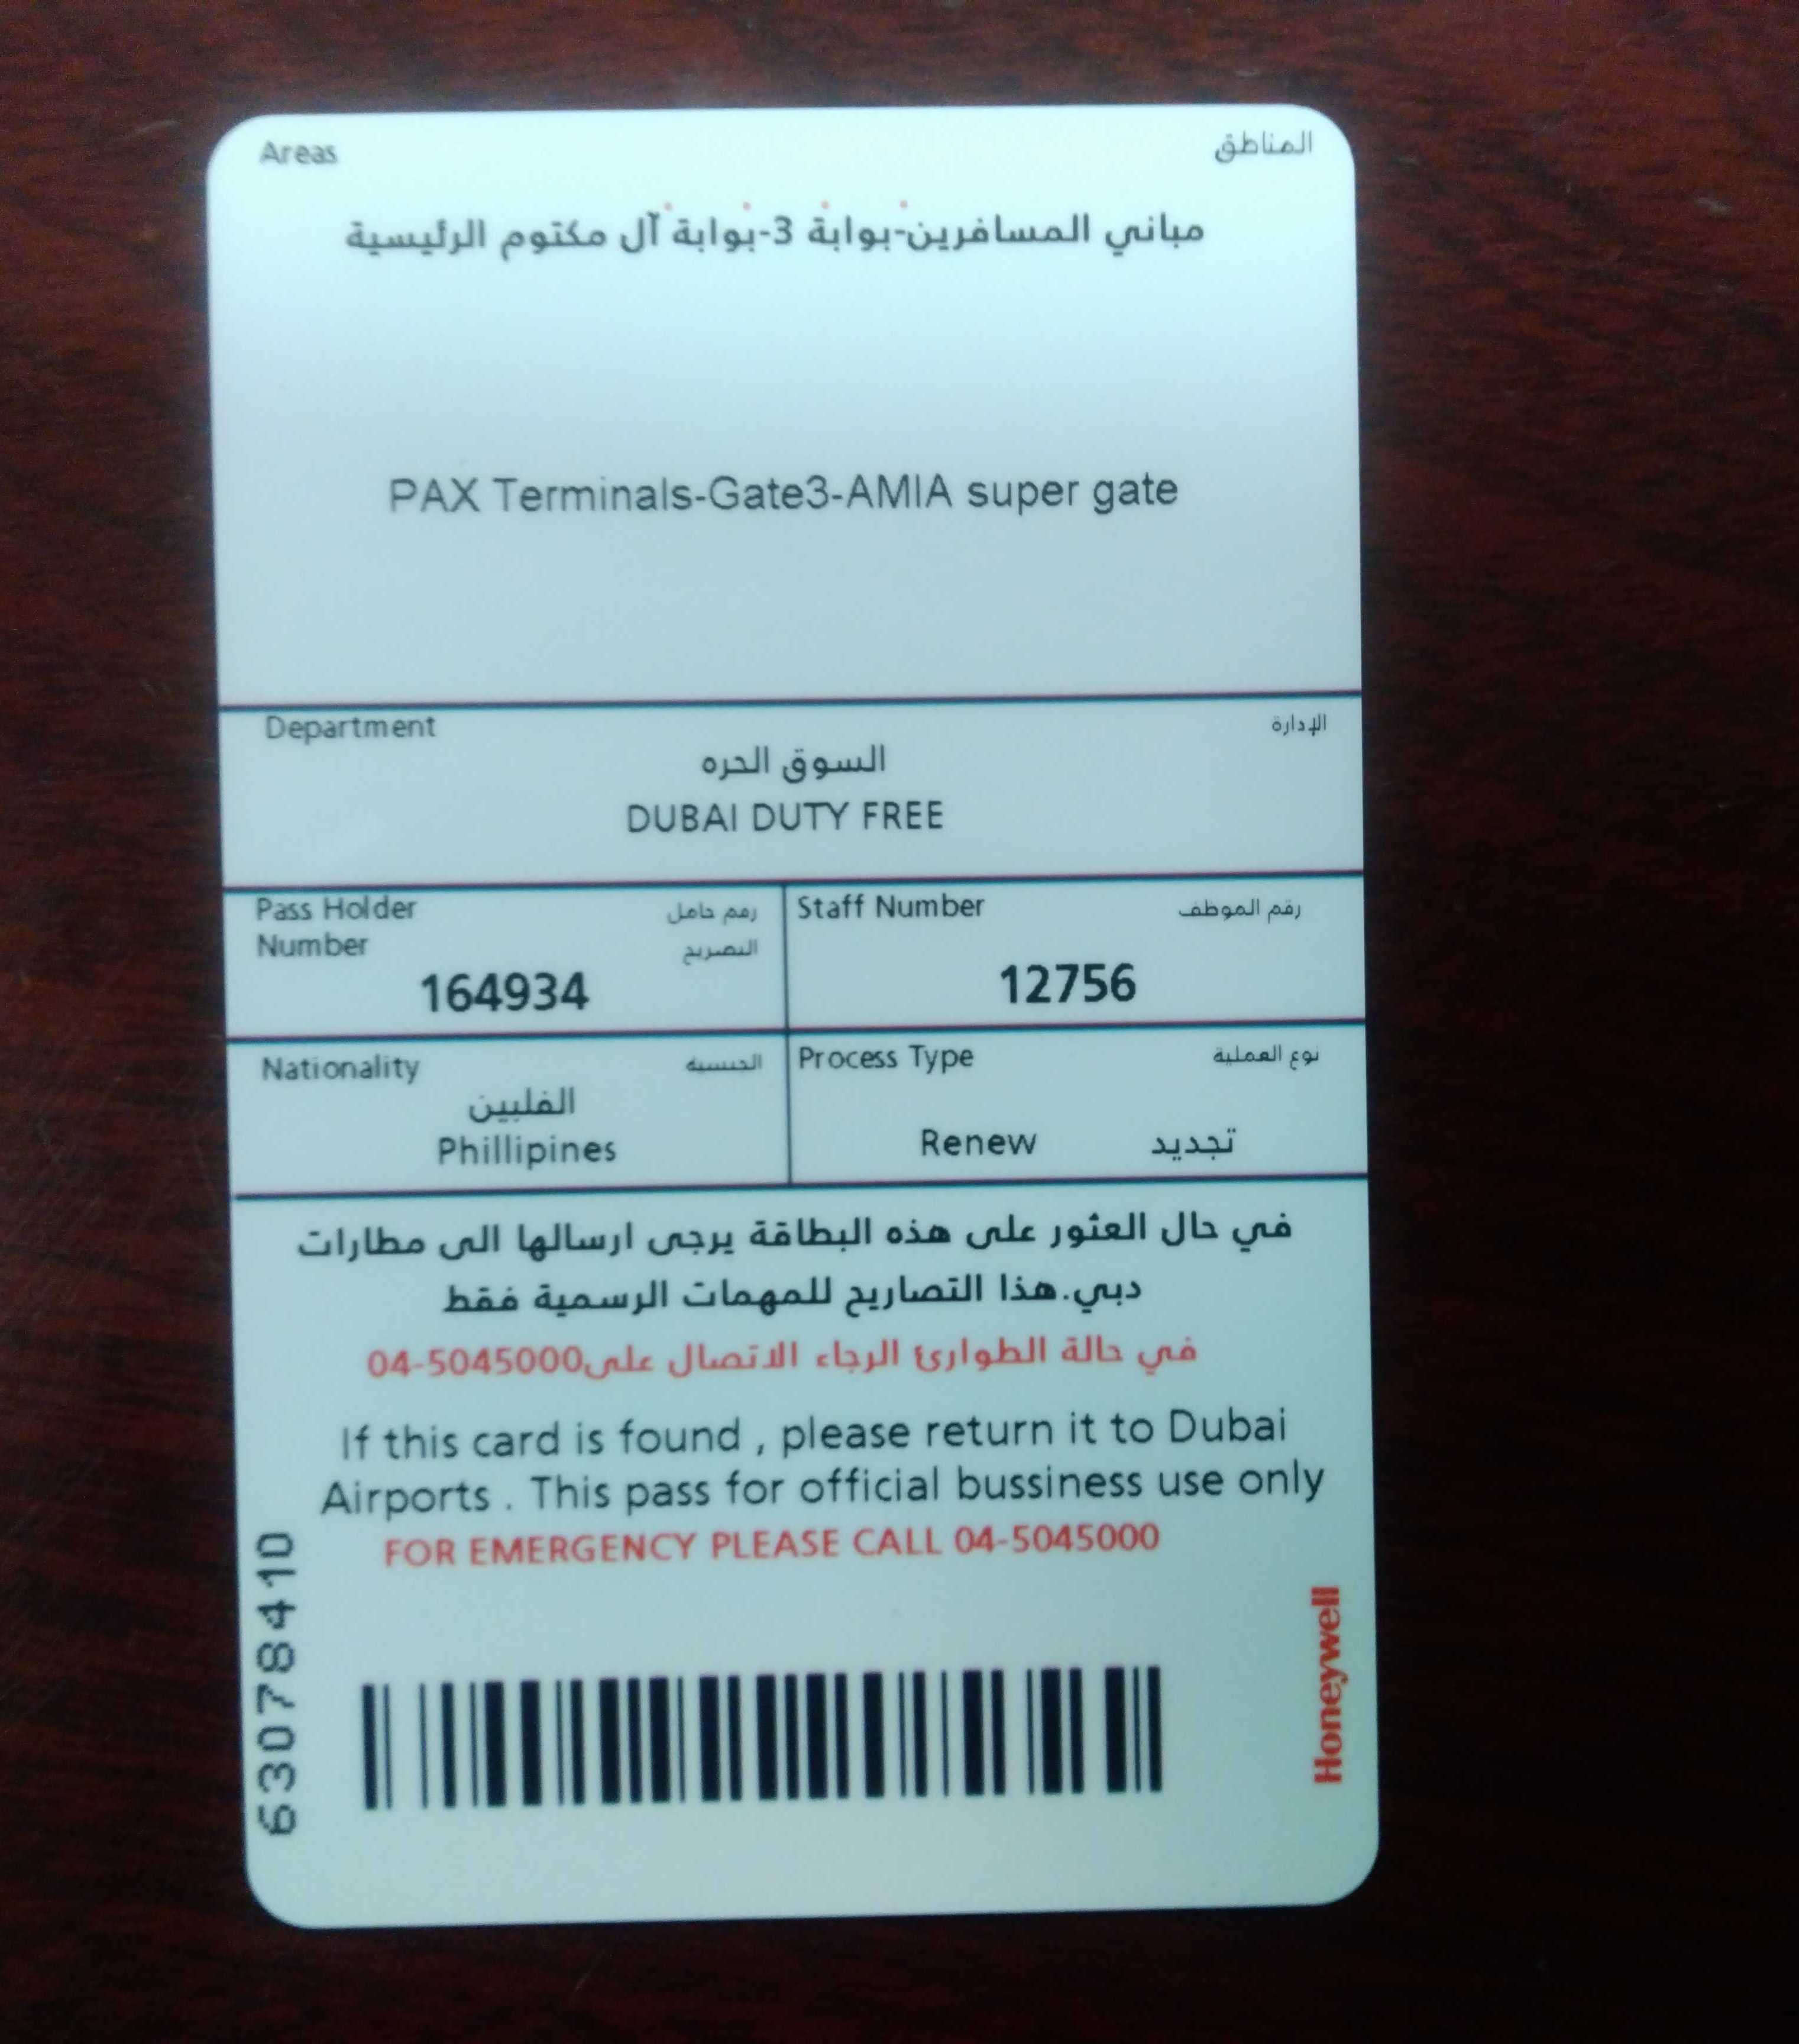 Areas المناطق
مباني المسافرين-بوابة 3-بوابة آل مكتوم الرئيسية
PAX Terminals-Gate3-AMIA super gate
Department الإدارة
السوق الحره
DUBAI DUTY FREE
Pass Holder رقم حامل
Number التصريح
164934
Staff Number رقم الموظف
12756
Nationality الجنسية
الفلبين
Phillipines
Process Type نوع العملية
Renew تجديد
في حال العثور على هذه البطاقة يرجى ارسالها الى مطارات
دبي.هذا التصاريح للمهمات الرسمية فقط
في حالة الطوارئ الرجاء الاتصال على04-5045000
If this card is found , please return it to Dubai
Airports . This pass for official bussiness use only
FOR EMERGENCY PLEASE CALL 04-5045000
63078410
Honeywell